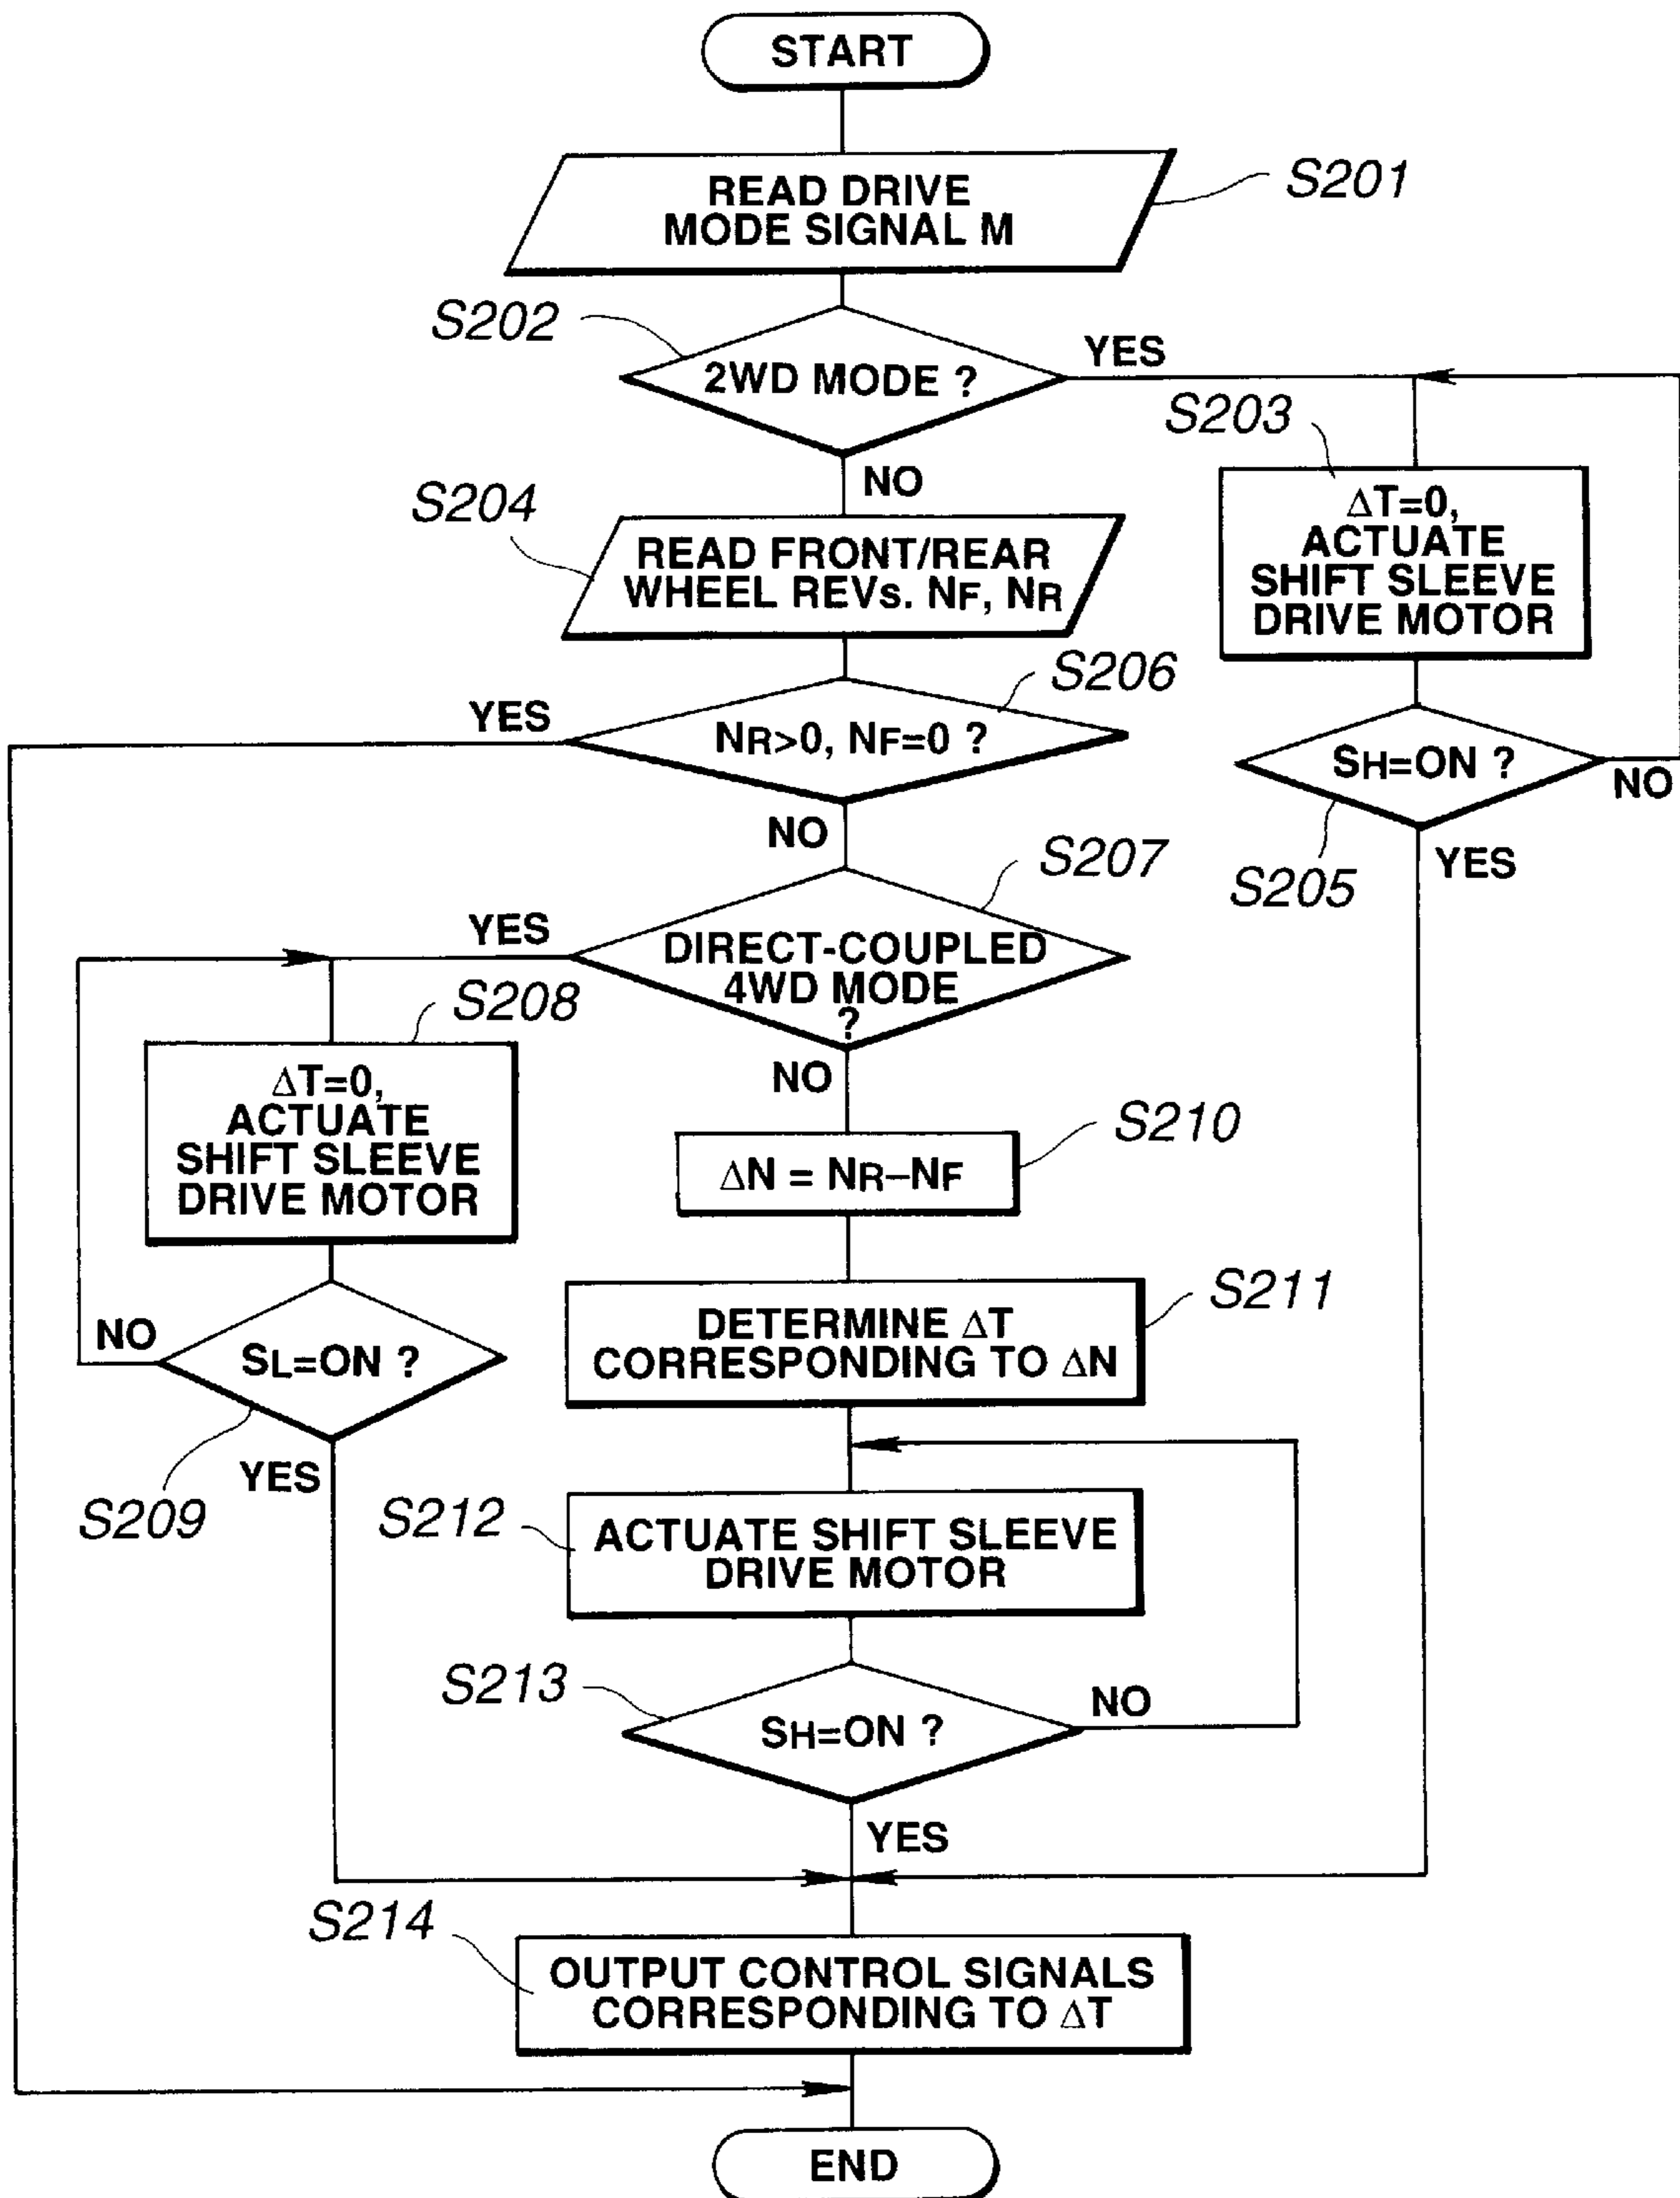 START
READ DRIVE
MODE SIGNAL M
S201
S202
2WD MODE ?
YES
NO
S203
ΔT=0,
ACTUATE
SHIFT SLEEVE
DRIVE MOTOR
S204
READ FRONT/REAR
WHEEL REVs. NF, NR
S206
YES
NR>0, NF=0 ?
NO
SH=ON ?
NO
S205
YES
S207
YES
DIRECT-COUPLED
4WD MODE
?
NO
S208
ΔT=0,
ACTUATE
SHIFT SLEEVE
DRIVE MOTOR
S210
ΔN = NR–NF
S211
DETERMINE ΔT
CORRESPONDING TO ΔN
NO
SL=ON ?
YES
S209
S212
ACTUATE SHIFT SLEEVE
DRIVE MOTOR
S213
SH=ON ?
NO
YES
S214
OUTPUT CONTROL SIGNALS
CORRESPONDING TO ΔT
END